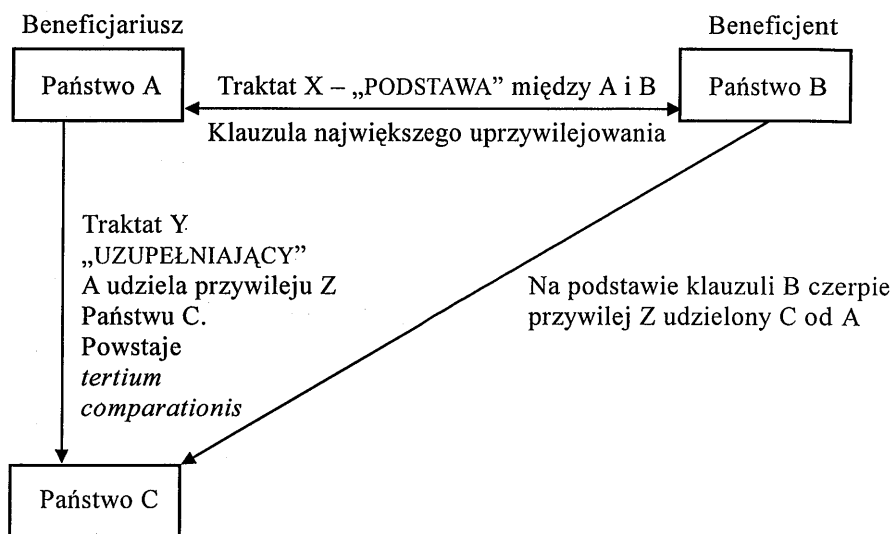 Beneficjariusz
Beneficjent
Państwo A
Traktat X – „PODSTAWA” między A i B
Państwo B
Klauzula największego uprzywilejowania
Traktat Y
„UZUPEŁNIAJĄCY”
A udziela przywileju Z
Państwu C.
Powstaje
tertium
comparationis
Na podstawie klauzuli B czerpie
przywilej Z udzielony C od A
Państwo C